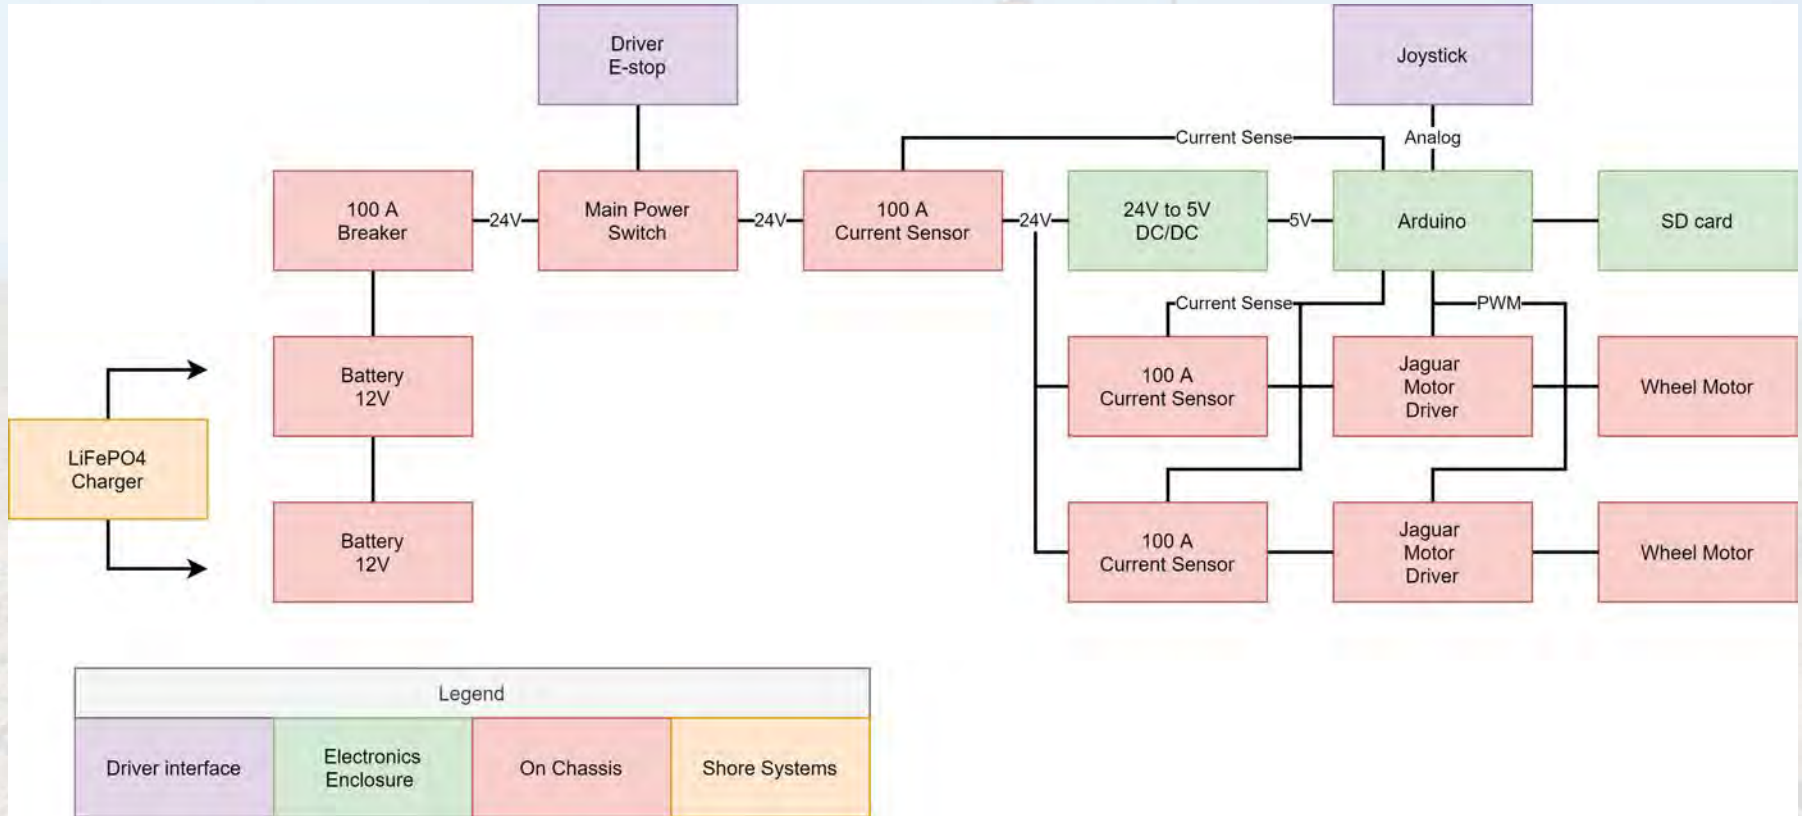 Driver
E-stop
Joystick
Current Sense
Analog
100 A
Breaker
24V
Main Power
Switch
24V
100 A
Current Sensor
24V
24V to 5V
DC/DC
5V
Arduino
SD card
Current Sense
PWM
Battery
12V
100 A
Current Sensor
Jaguar
Motor
Driver
Wheel Motor
LiFePO4
Charger
Battery
12V
100 A
Current Sensor
Jaguar
Motor
Driver
Wheel Motor
Legend
Driver interface
Electronics
Enclosure
On Chassis
Shore Systems